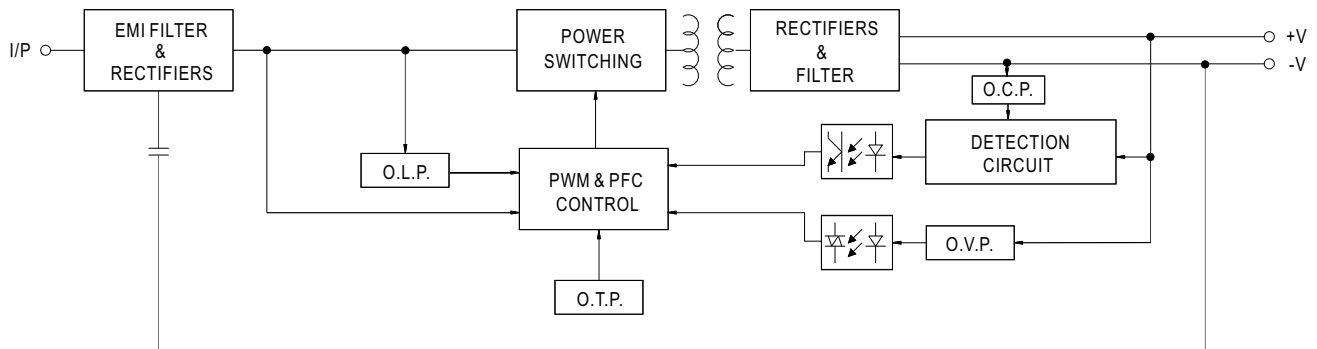 I/P
EMI FILTER
&
RECTIFIERS
POWER
SWITCHING
RECTIFIERS
&
FILTER
+V
-V
O.C.P.
DETECTION
CIRCUIT
O.L.P.
PWM & PFC
CONTROL
O.V.P.
O.T.P.